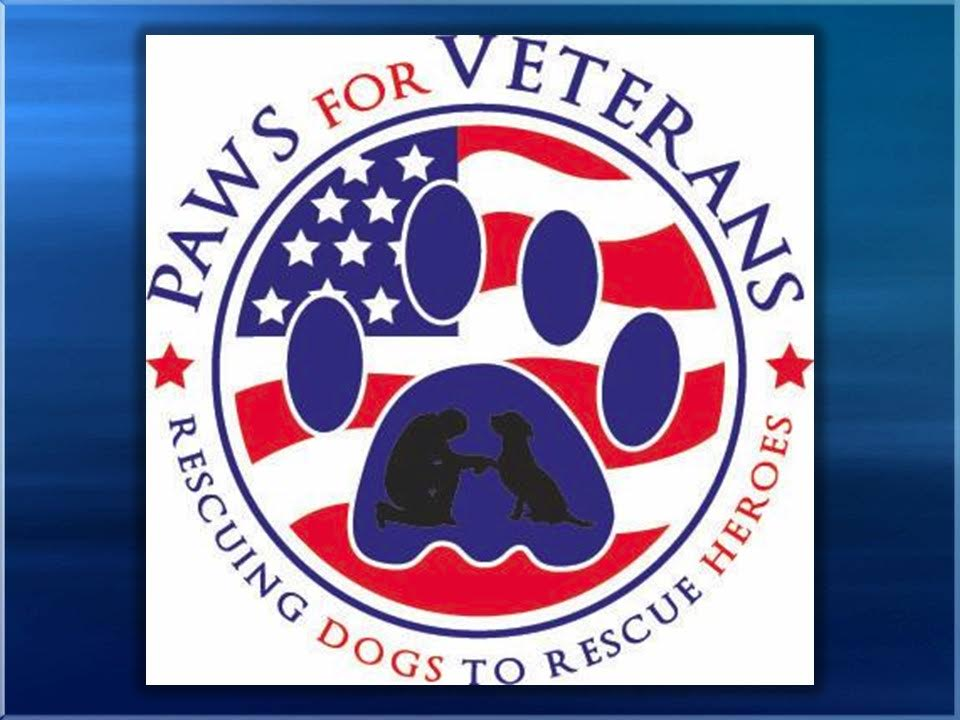 PAWS FOR VETERANS
RESCUING DOGS TO RESCUE HEROES